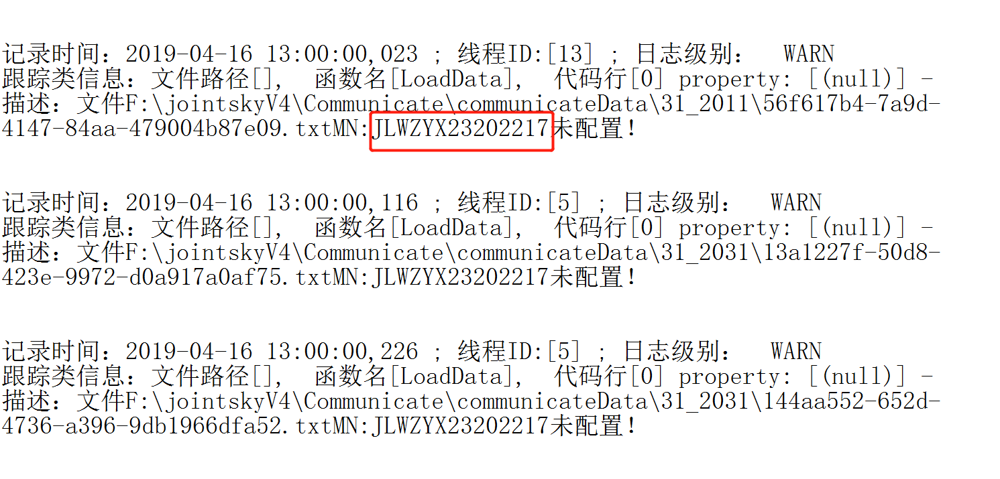 记录时间：2019-04-16 13:00:00,023 ; 线程ID:[13] ; 日志级别：  WARN
跟踪类信息：文件路径[],  函数名[LoadData],  代码行[0] property: [(null)] -
描述：文件F:\jointskyV4\Communicate\communicateData\31_2011\56f617b4-7a9d-
4147-84aa-479004b87e09.txtMN:JLWZYX23202217未配置！
记录时间：2019-04-16 13:00:00,116 ; 线程ID:[5] ; 日志级别：  WARN
跟踪类信息：文件路径[],  函数名[LoadData],  代码行[0] property: [(null)] -
描述：文件F:\jointskyV4\Communicate\communicateData\31_2031\13a1227f-50d8-
423e-9972-d0a917a0af75.txtMN:JLWZYX23202217未配置！
记录时间：2019-04-16 13:00:00,226 ; 线程ID:[5] ; 日志级别：  WARN
跟踪类信息：文件路径[],  函数名[LoadData],  代码行[0] property: [(null)] -
描述：文件F:\jointskyV4\Communicate\communicateData\31_2031\144aa552-652d-
4736-a396-9db1966dfa52.txtMN:JLWZYX23202217未配置！